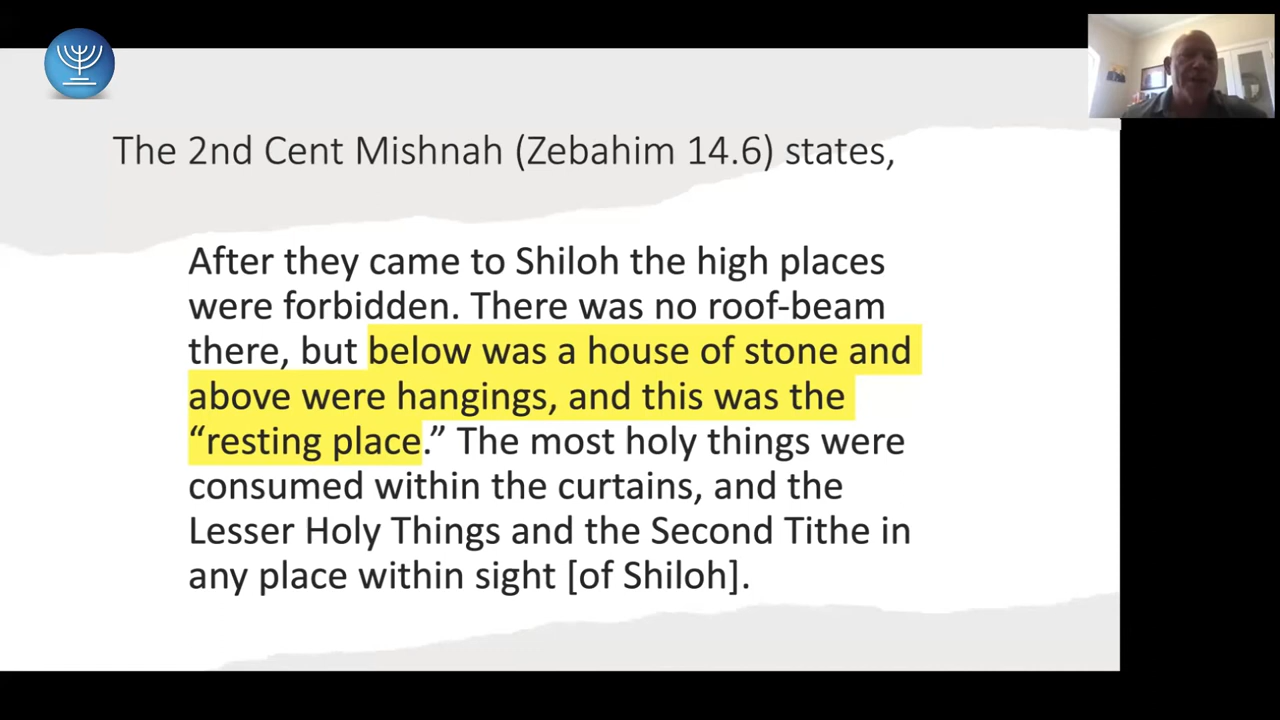 The 2nd Cent Mishnah (Zebahim 14.6) states,
After they came to Shiloh the high places
were forbidden. There was no roof-beam
there, but below was a house of stone and
above were hangings, and this was the
“resting place.” The most holy things were
consumed within the curtains, and the
Lesser Holy Things and the Second Tithe in
any place within sight [of Shiloh].